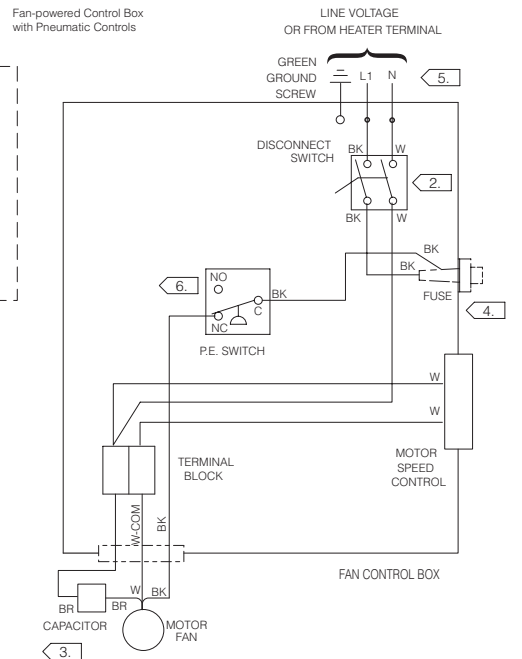 Fan-powered Control Box
with Pneumatic Controls
LINE VOLTAGE
OR FROM HEATER TERMINAL
GREEN
GROUND
SCREW
L1
N
5.
DISCONNECT
SWITCH
BK
W
2.
BK
W
BK
BK
FUSE
4.
6.
NO
C
BK
NC
P.E. SWITCH
W
W
MOTOR
SPEED
CONTROL
TERMINAL
BLOCK
W-COM
BK
FAN CONTROL BOX
BR
BR
W
BK
CAPACITOR
MOTOR
FAN
3.